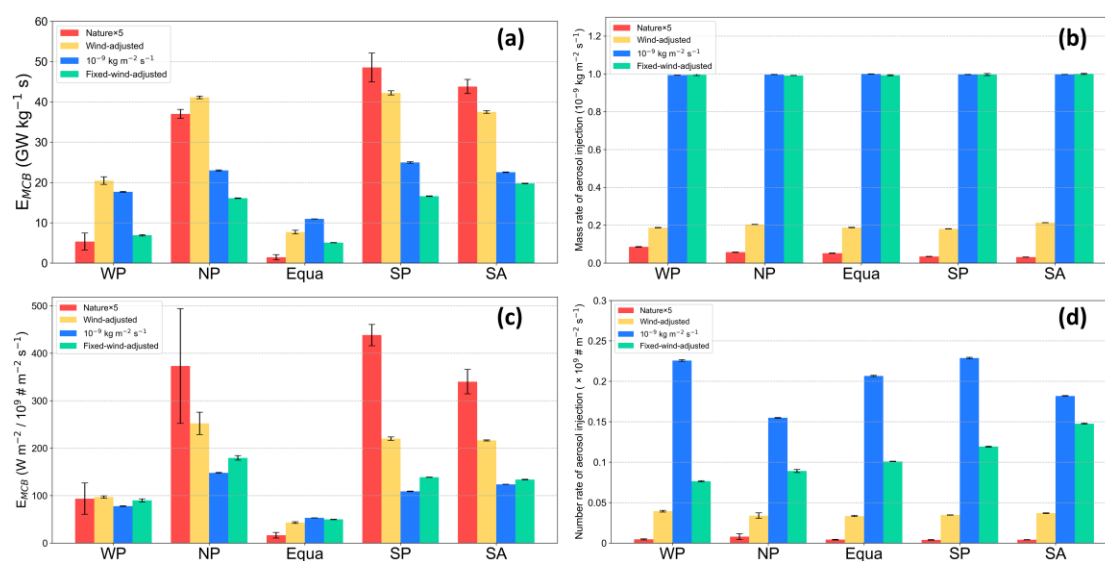 (a)
E_MCB (GW kg⁻¹ s)
60
50
40
30
20
10
0
Nature×5
Wind-adjusted
10⁻⁹ kg m⁻² s⁻¹
Fixed-wind-adjusted
WP NP Equa SP SA
(b)
Mass rate of aerosol injection (10⁻⁹ kg m⁻² s⁻¹)
1.2
1.0
0.8
0.6
0.4
0.2
0.0
Nature×5
Wind-adjusted
10⁻⁹ kg m⁻² s⁻¹
Fixed-wind-adjusted
WP NP Equa SP SA
(c)
E_MCB (W m⁻² / 10⁹ # m⁻² s⁻¹)
500
400
300
200
100
0
Nature×5
Wind-adjusted
10⁻⁹ kg m⁻² s⁻¹
Fixed-wind-adjusted
WP NP Equa SP SA
(d)
Number rate of aerosol injection ( × 10⁹ # m⁻² s⁻¹)
0.3
0.25
0.2
0.15
0.1
0.05
0
Nature×5
Wind-adjusted
10⁻⁹ kg m⁻² s⁻¹
Fixed-wind-adjusted
WP NP Equa SP SA